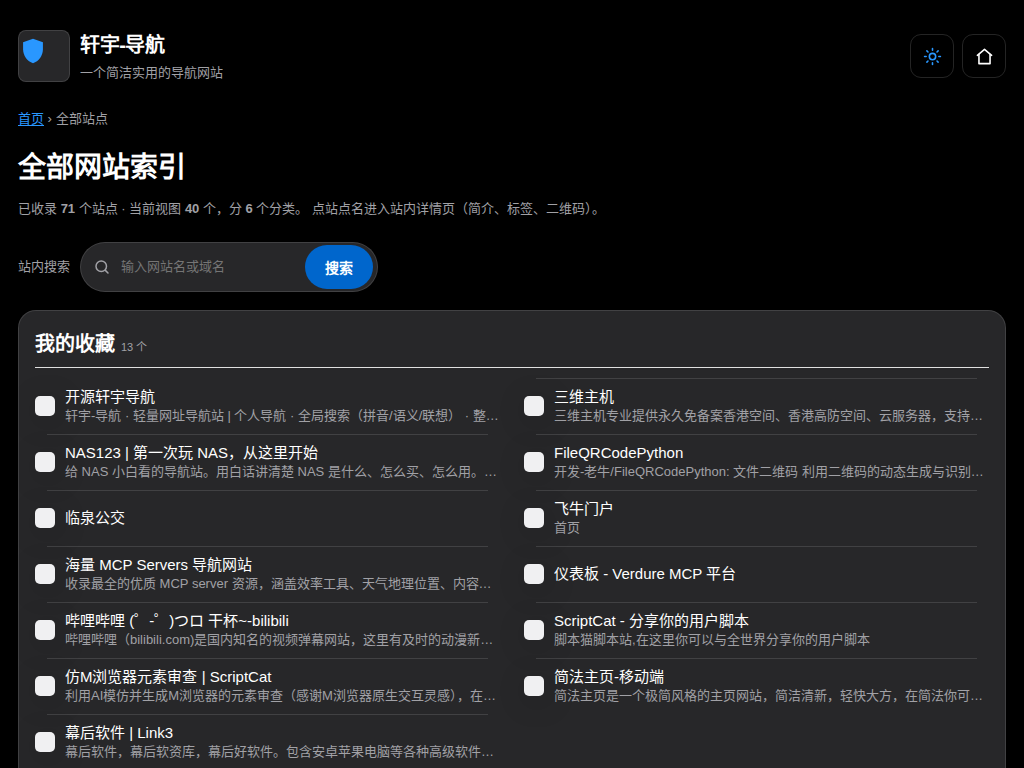 轩宇-导航
一个简洁实用的导航网站
首页 › 全部站点
全部网站索引
已收录 71 个站点 · 当前视图 40 个，分 6 个分类。 点站点名进入站内详情页（简介、标签、二维码）。
站内搜索
输入网站名或域名
搜索
我的收藏 13 个
开源轩宇导航
轩宇-导航 · 轻量网址导航站 | 个人导航 · 全局搜索（拼音/语义/联想） · 整…
三维主机
三维主机专业提供永久免备案香港空间、香港高防空间、云服务器，支持…
NAS123 | 第一次玩 NAS，从这里开始
给 NAS 小白看的导航站。用白话讲清楚 NAS 是什么、怎么买、怎么用。…
FileQRCodePython
开发-老牛/FileQRCodePython: 文件二维码 利用二维码的动态生成与识别…
临泉公交
飞牛门户
首页
海量 MCP Servers 导航网站
收录最全的优质 MCP server 资源，涵盖效率工具、天气地理位置、内容…
仪表板 - Verdure MCP 平台
哔哩哔哩 (゜-゜)つロ 干杯~-bilibili
哔哩哔哩（bilibili.com)是国内知名的视频弹幕网站，这里有及时的动漫新…
ScriptCat - 分享你的用户脚本
脚本猫脚本站,在这里你可以与全世界分享你的用户脚本
仿M浏览器元素审查 | ScriptCat
利用AI模仿并生成M浏览器的元素审查（感谢M浏览器原生交互灵感），在…
简法主页-移动端
简法主页是一个极简风格的主页网站，简洁清新，轻快大方，在简法你可…
幕后软件 | Link3
幕后软件，幕后软资库，幕后好软件。包含安卓苹果电脑等各种高级软件…